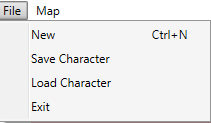 File Map
New Ctrl+N
Save Character
Load Character
Exit